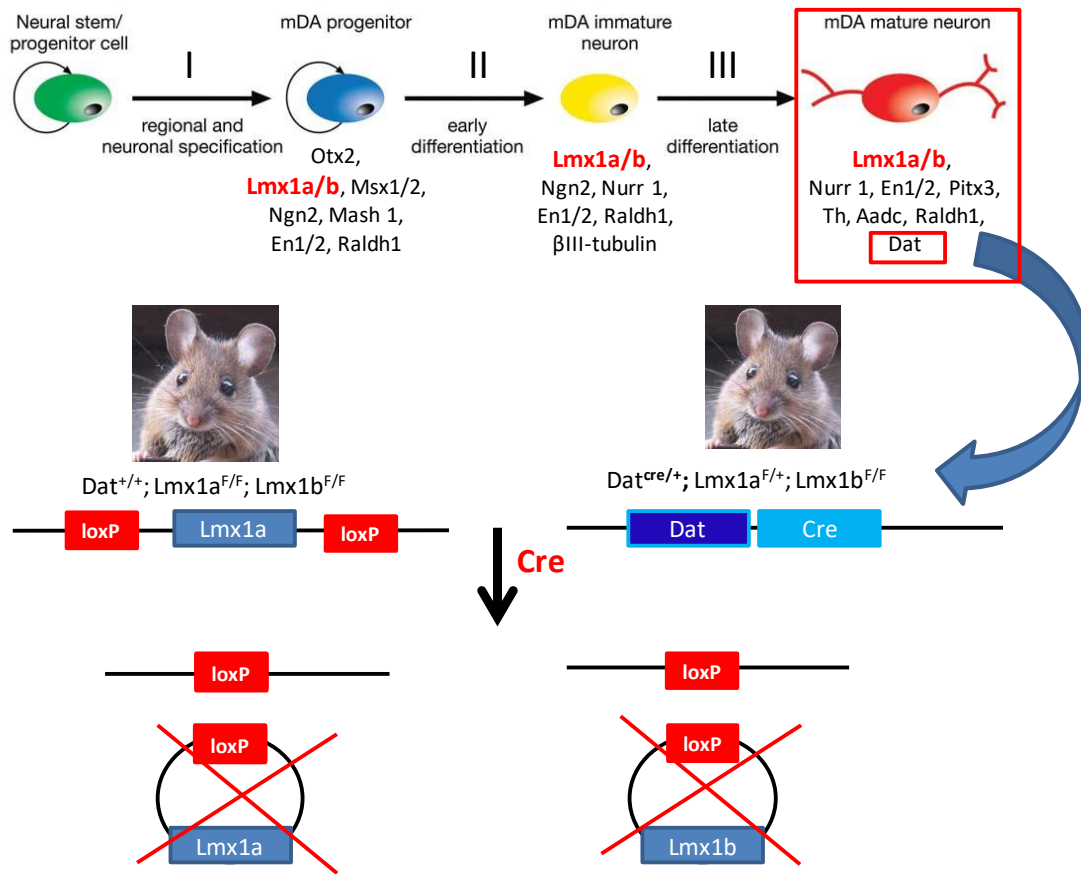 Neural stem/
progenitor cell
I
regional and
neuronal specification
mDA progenitor
Otx2,
Lmx1a/b, Msx1/2,
Ngn2, Mash 1,
En1/2, Raldh1
II
early
differentiation
mDA immature
neuron
Lmx1a/b,
Ngn2, Nurr 1,
En1/2, Raldh1,
βIII-tubulin
III
late
differentiation
mDA mature neuron
Lmx1a/b,
Nurr 1, En1/2, Pitx3,
Th, Aadc, Raldh1,
Dat
Dat+/+; Lmx1aF/F; Lmx1bF/F
loxP
Lmx1a
loxP
Datcre/+; Lmx1aF/+; Lmx1bF/F
Dat
Cre
Cre
loxP
loxP
loxP
Lmx1a
loxP
Lmx1b